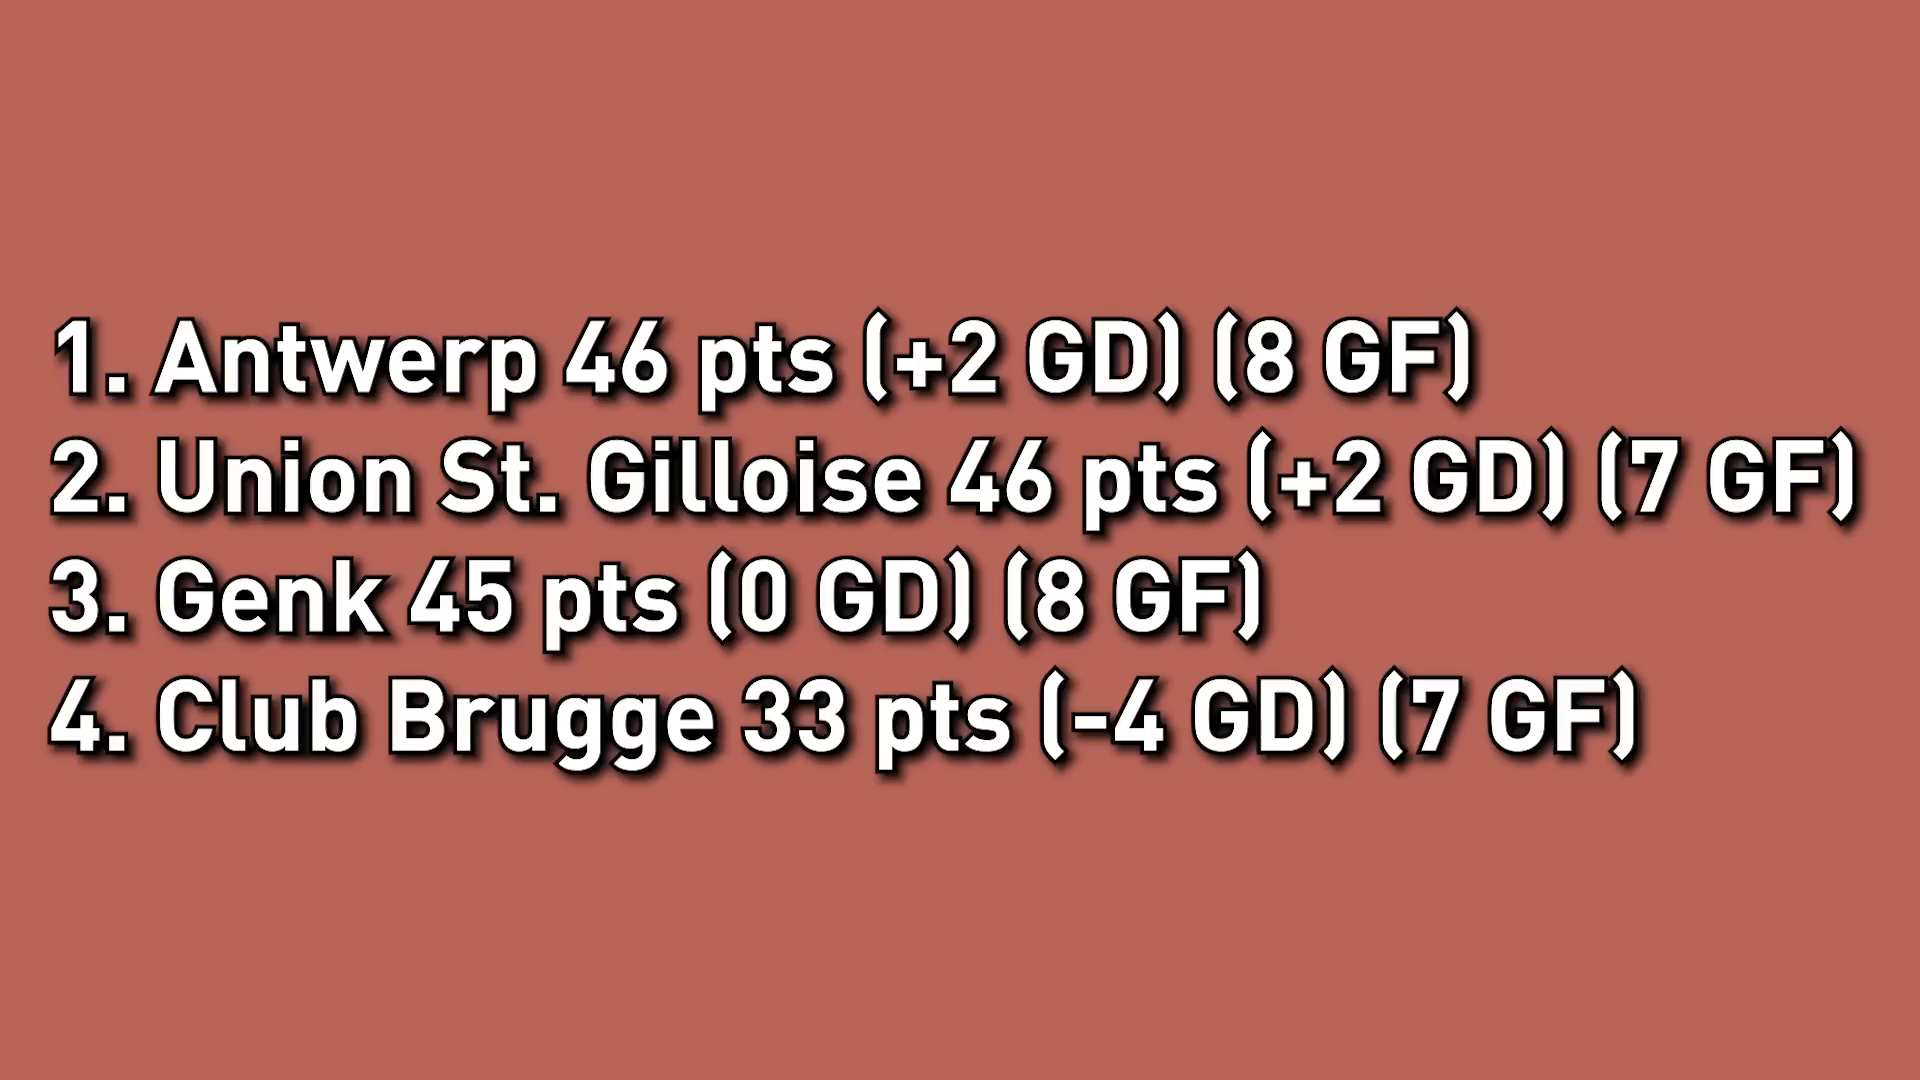 1. Antwerp 46 pts (+2 GD) (8 GF)
2. Union St. Gilloise 46 pts (+2 GD) (7 GF)
3. Genk 45 pts (0 GD) (8 GF)
4. Club Brugge 33 pts (-4 GD) (7 GF)